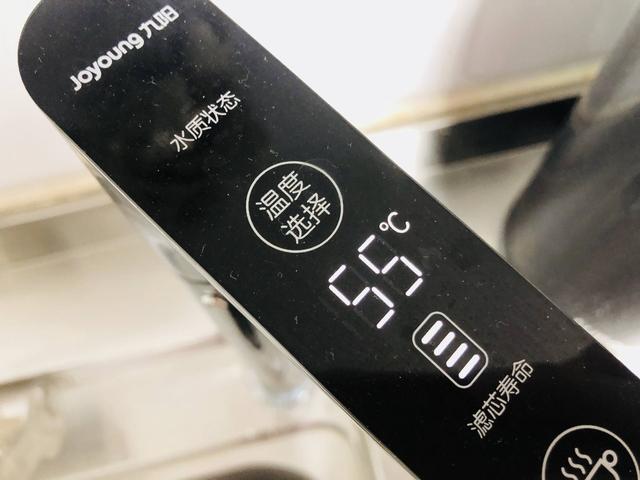 Joyoung 九阳
水质状态
温度
选择
55℃
滤芯寿命